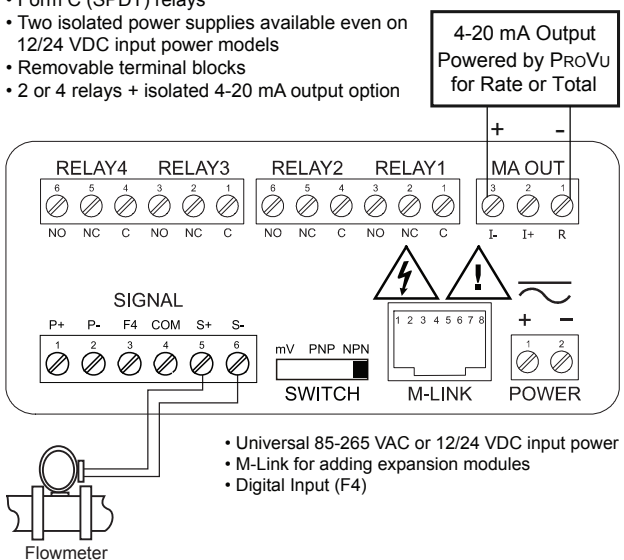 • Form C (SPDT) relays
• Two isolated power supplies available even on
12/24 VDC input power models
• Removable terminal blocks
• 2 or 4 relays + isolated 4-20 mA output option
4-20 mA Output
Powered by PROVU
for Rate or Total
+ -
RELAY4 RELAY3 RELAY2 RELAY1 MA OUT
6 5 4 3 2 1 6 5 4 3 2 1 3 2 1
NO NC C NO NC C NO NC C NO NC C I- I+ R
SIGNAL
P+ P- F4 COM S+ S-
1 2 3 4 5 6
mV PNP NPN
SWITCH
1 2 3 4 5 6 7 8
M-LINK
+ -
1 2
POWER
• Universal 85-265 VAC or 12/24 VDC input power
• M-Link for adding expansion modules
• Digital Input (F4)
Flowmeter